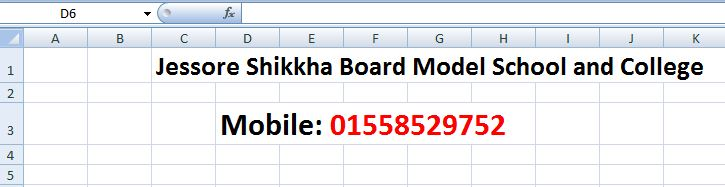 D6 fx
A B C D E F G H I J K
1 Jessore Shikkha Board Model School and College
2
3 Mobile: 01558529752
4
5